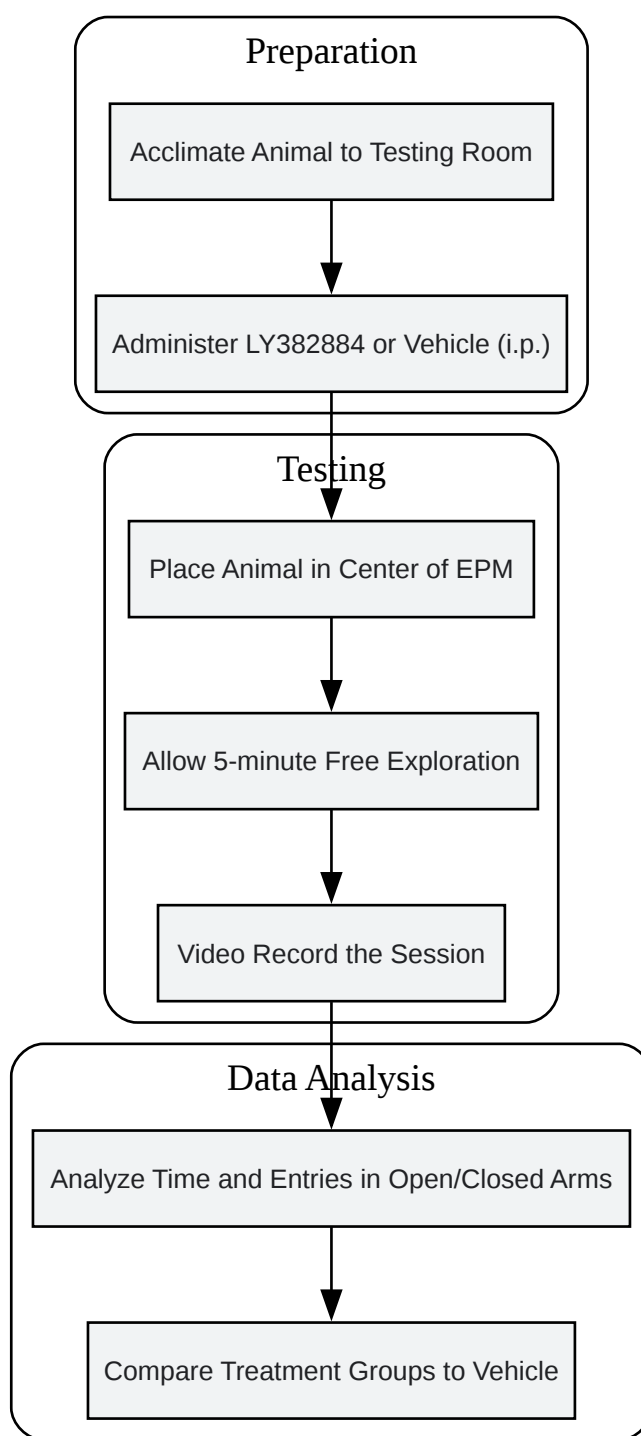 Preparation
Acclimate Animal to Testing Room
Administer LY382884 or Vehicle (i.p.)
Testing
Place Animal in Center of EPM
Allow 5-minute Free Exploration
Video Record the Session
Data Analysis
Analyze Time and Entries in Open/Closed Arms
Compare Treatment Groups to Vehicle